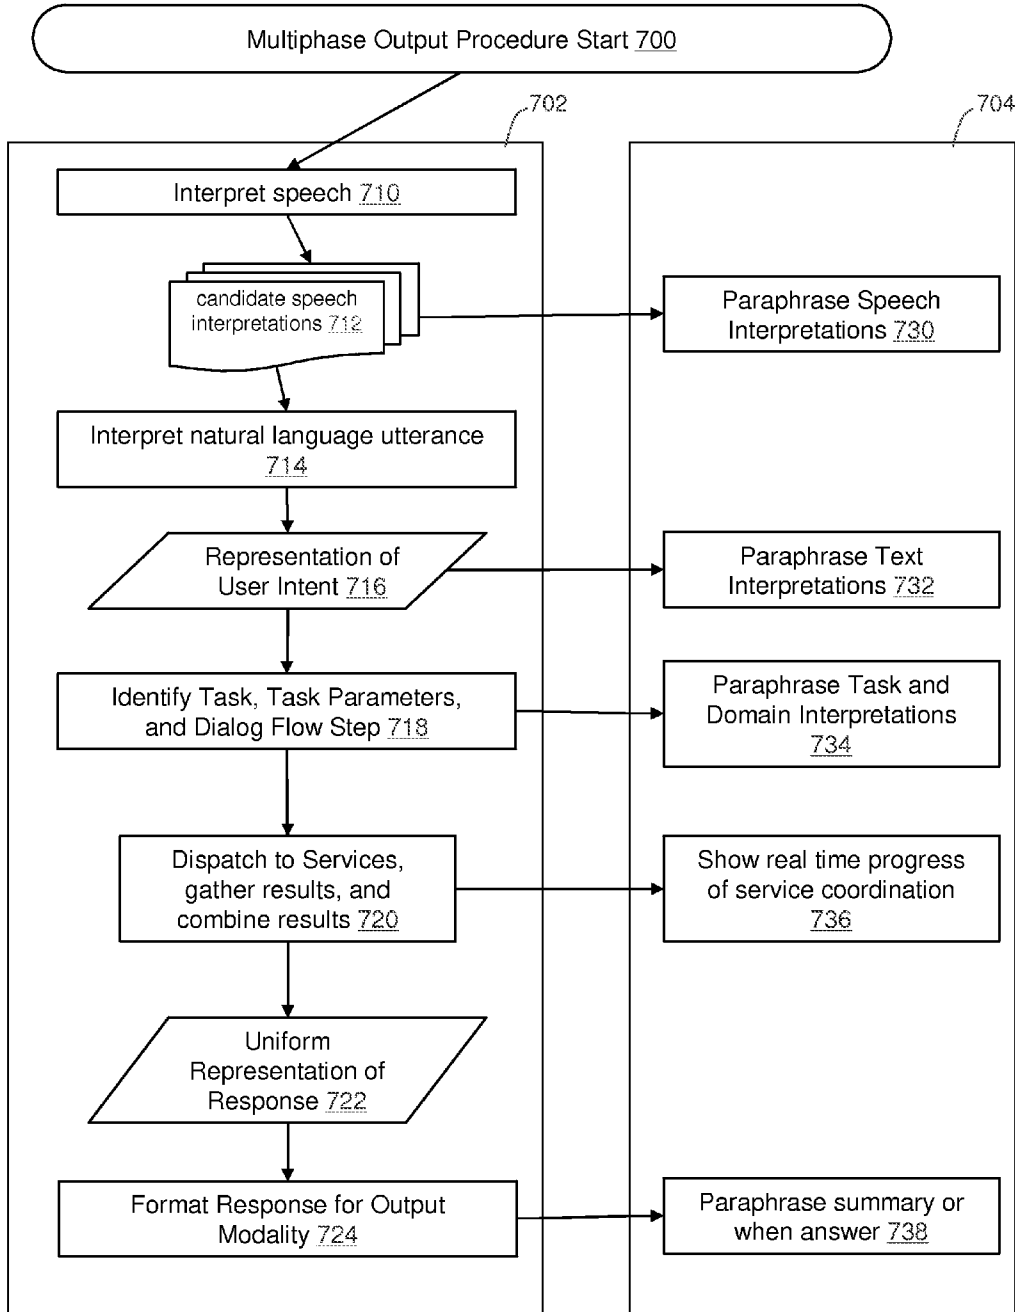 Multiphase Output Procedure Start 700
702
704
Interpret speech 710
candidate speech
interpretations 712
Paraphrase Speech
Interpretations 730
Interpret natural language utterance
714
Representation of
User Intent 716
Paraphrase Text
Interpretations 732
Identify Task, Task Parameters,
and Dialog Flow Step 718
Paraphrase Task and
Domain Interpretations
734
Dispatch to Services,
gather results, and
combine results 720
Show real time progress
of service coordination
736
Uniform
Representation of
Response 722
Format Response for Output
Modality 724
Paraphrase summary or
when answer 738